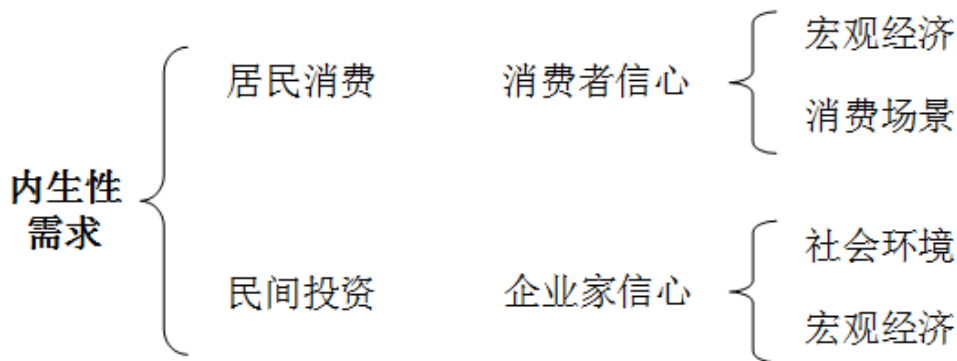 宏观经济
居民消费
消费者信心
消费场景
内生性
需求
社会环境
民间投资
企业家信心
宏观经济